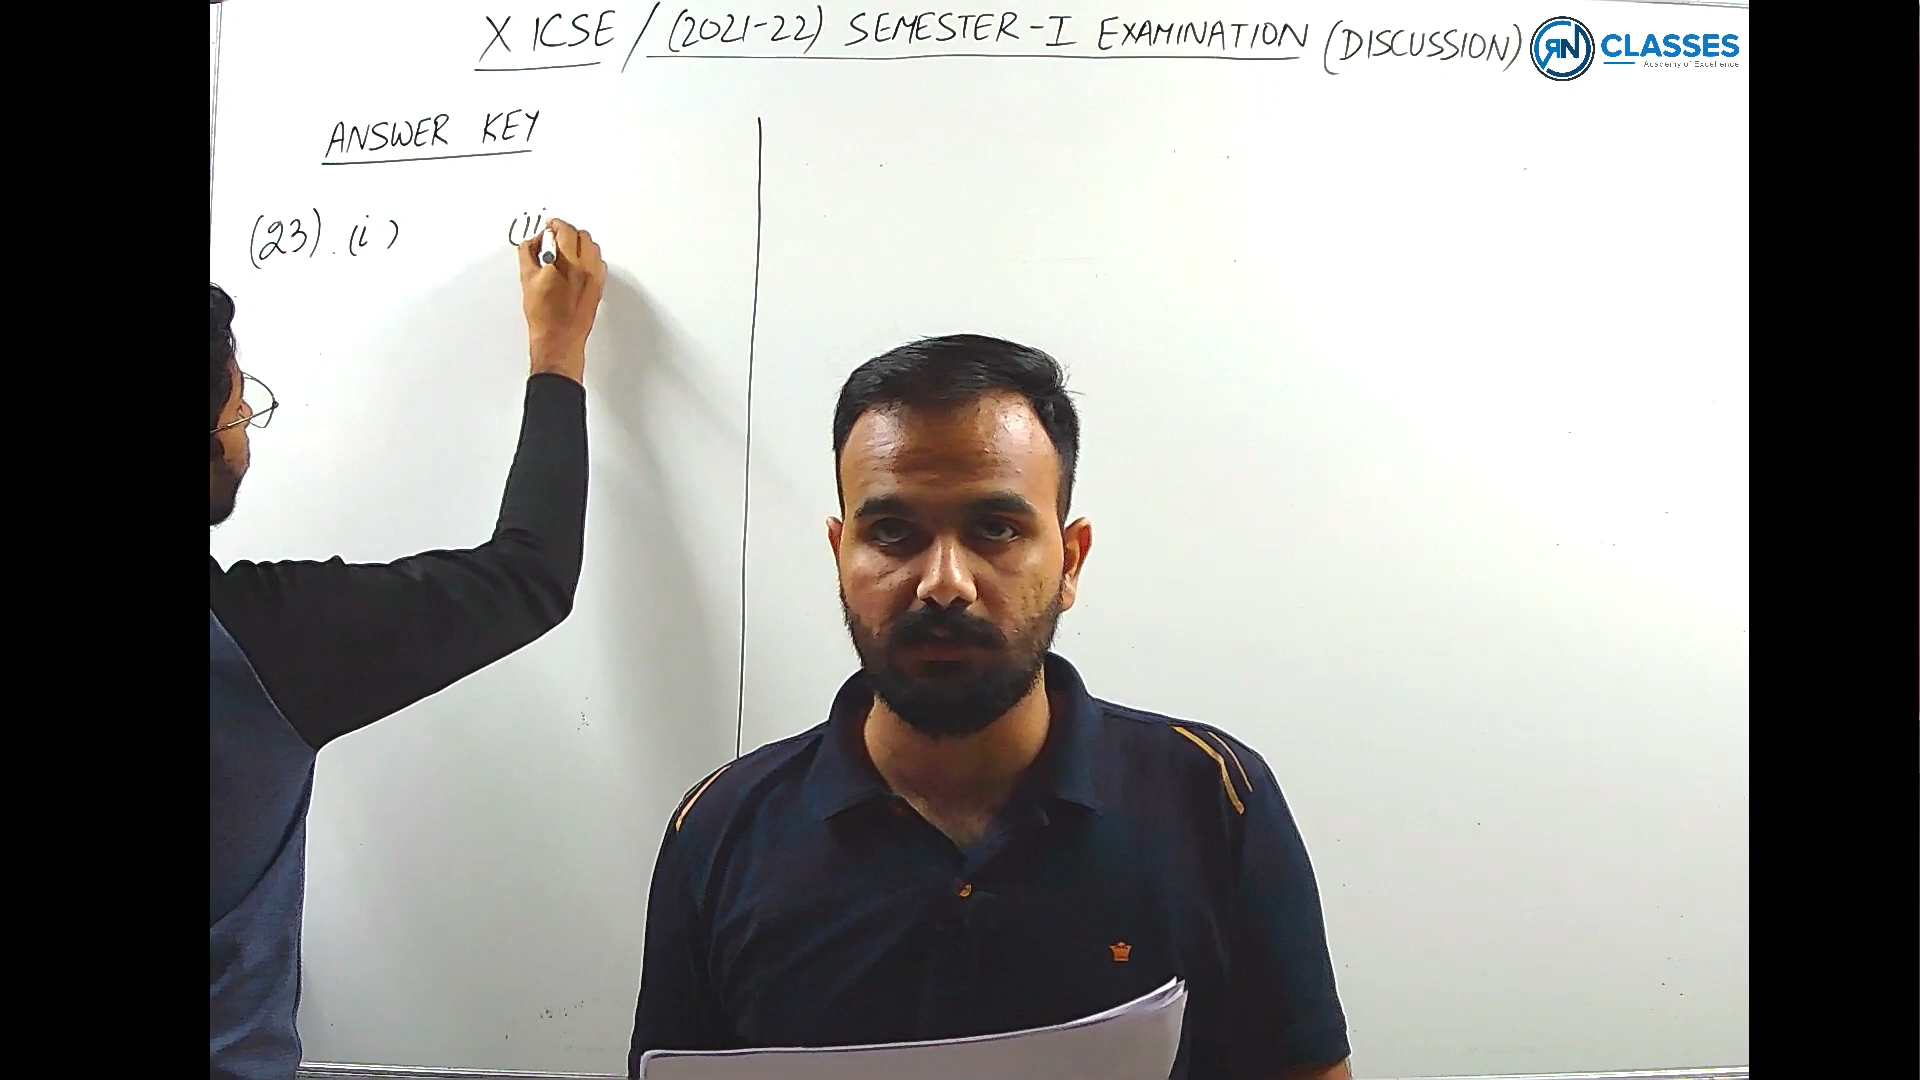 X ICSE / (2021-22) SEMESTER-I EXAMINATION (DISCUSSION)
RN CLASSES
Academy of Excellence
ANSWER KEY
(23). (i) (ii